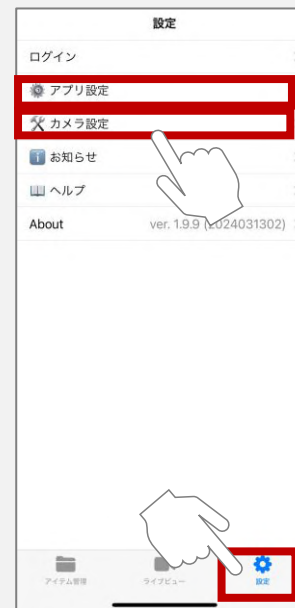 設定
ログイン
アプリ設定
カメラ設定
お知らせ
ヘルプ
About ver. 1.9.9 (2024031302)
アイテム管理 ライブビュー 設定